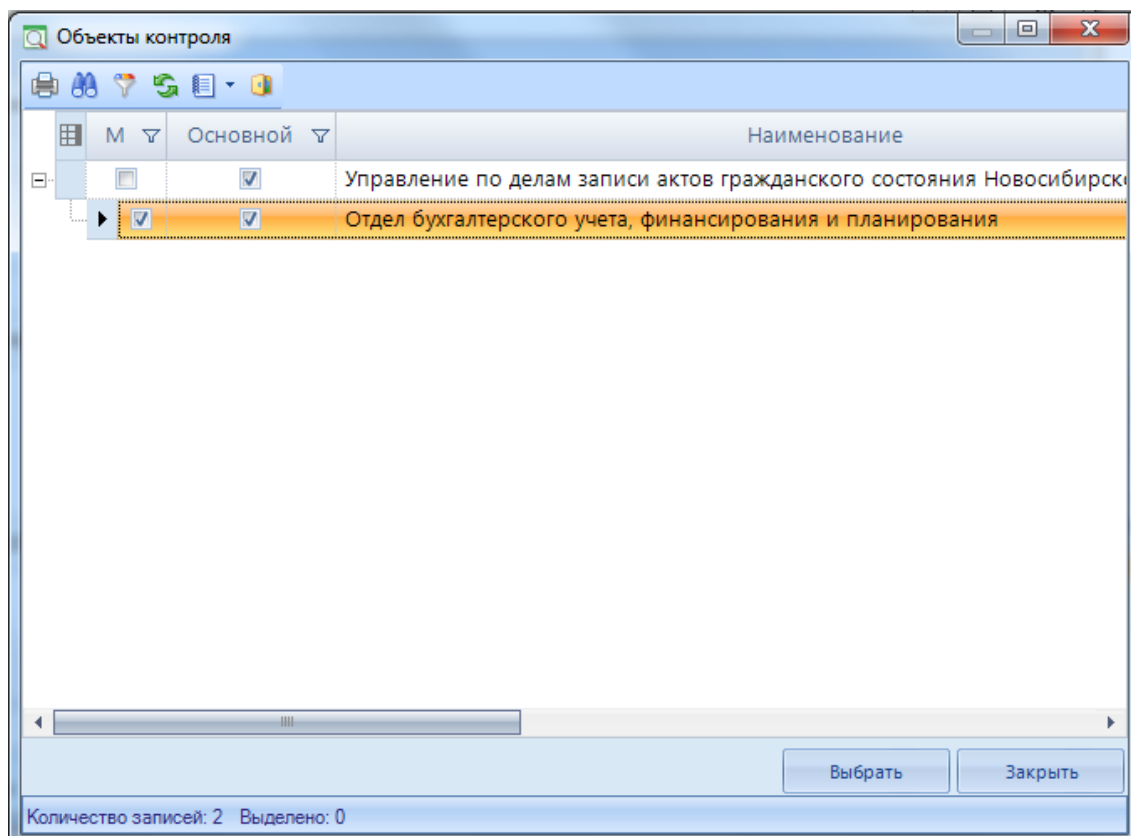 Объекты контроля
М Основной Наименование
Управление по делам записи актов гражданского состояния Новосибирск
Отдел бухгалтерского учета, финансирования и планирования
Выбрать Закрыть
Количество записей: 2 Выделено: 0